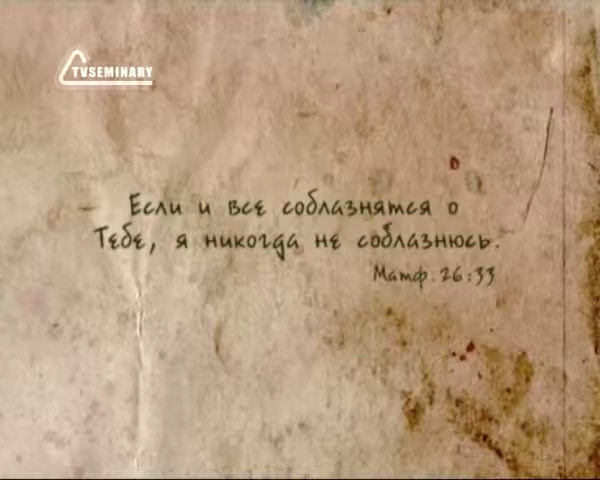 TVSEMINARY
Если и все соблазнятся о
Тебе, я никогда не соблазнюсь.
Матф. 26:33